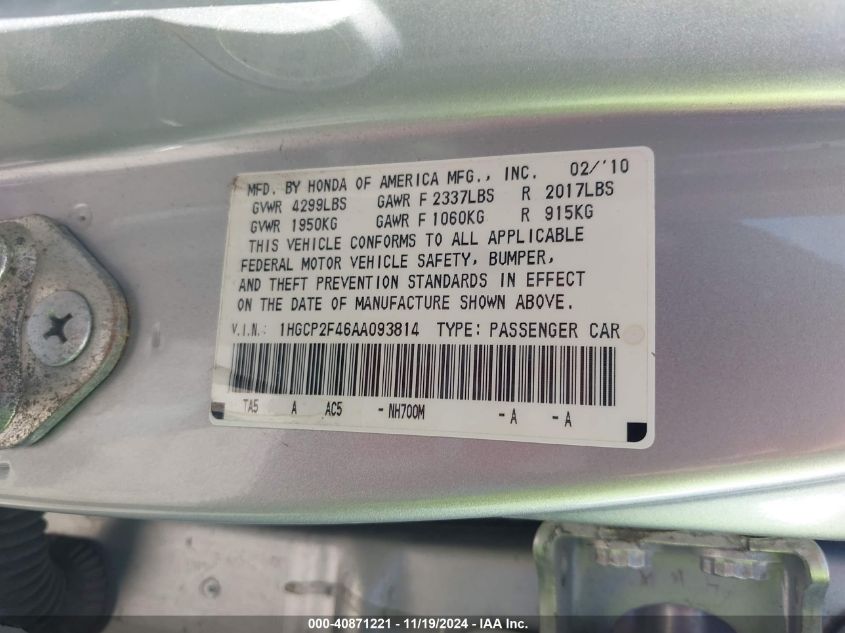 MFD. BY HONDA OF AMERICA MFG., INC. 02/'10
GVWR 4299LBS GAWR F 2337LBS R 2017LBS
GVWR 1950KG GAWR F 1060KG R 915KG
THIS VEHICLE CONFORMS TO ALL APPLICABLE
FEDERAL MOTOR VEHICLE SAFETY, BUMPER,
AND THEFT PREVENTION STANDARDS IN EFFECT
ON THE DATE OF MANUFACTURE SHOWN ABOVE.
V.I.N.: 1HGCP2F46AA093814 TYPE: PASSENGER CAR
TA5 A AC5 -NH700M -A -A
000-40871221 - 11/19/2024 - IAA Inc.